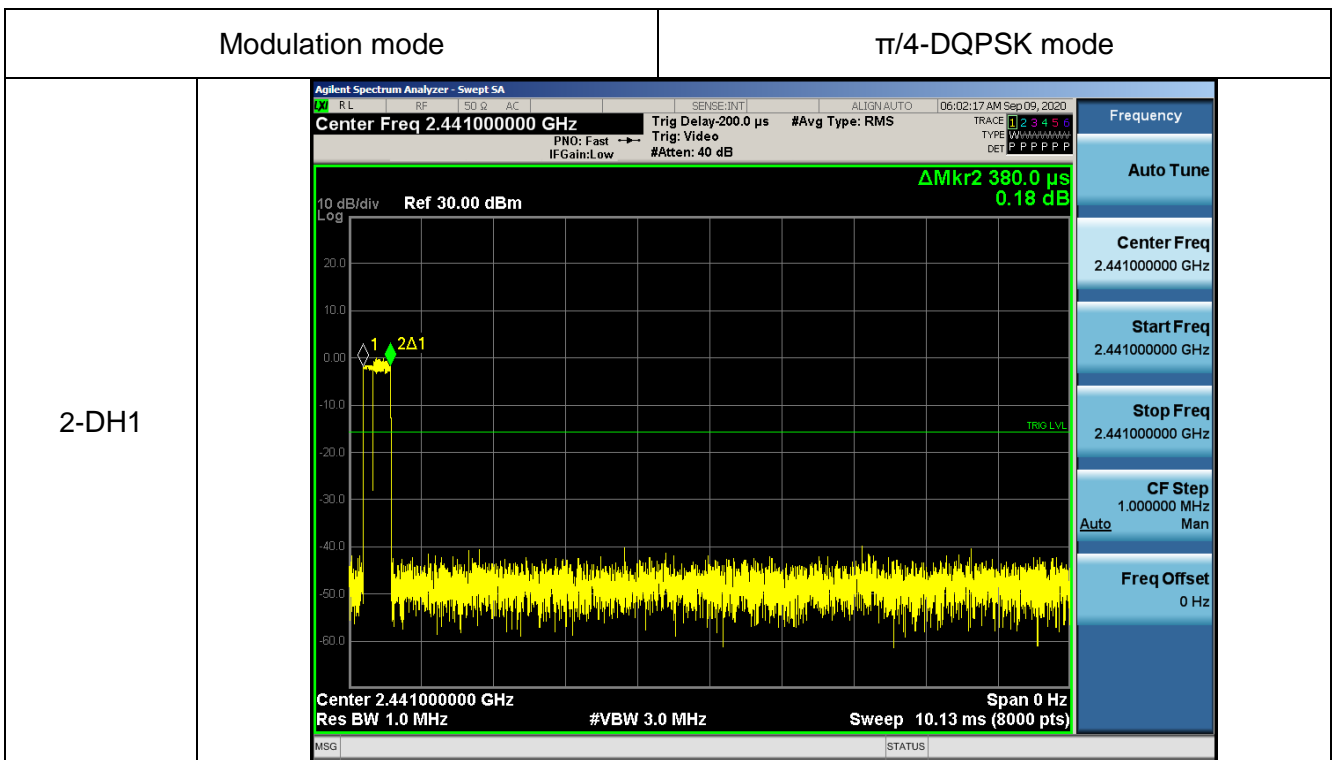 Modulation mode π/4-DQPSK mode
2-DH1
Agilent Spectrum Analyzer - Swept SA
LXI RL RF 50 Ω AC SENSE:INT ALIGN AUTO 06:02:17 AM Sep 09, 2020
Center Freq 2.441000000 GHz
PNO: Fast
IFGain:Low
Trig Delay-200.0 µs
Trig: Video
#Atten: 40 dB
#Avg Type: RMS
TRACE 1 2 3 4 5 6
TYPE WWWWWW
DET P P P P P P
ΔMkr2 380.0 µs
0.18 dB
10 dB/div Ref 30.00 dBm
Log
20.0
10.0
0.00
-10.0
-20.0
-30.0
-40.0
-50.0
-60.0
1 2Δ1
TRIG LVL
Center 2.441000000 GHz Span 0 Hz
Res BW 1.0 MHz #VBW 3.0 MHz Sweep 10.13 ms (8000 pts)
MSG STATUS
Frequency
Auto Tune
Center Freq
2.441000000 GHz
Start Freq
2.441000000 GHz
Stop Freq
2.441000000 GHz
CF Step
1.000000 MHz
Auto Man
Freq Offset
0 Hz